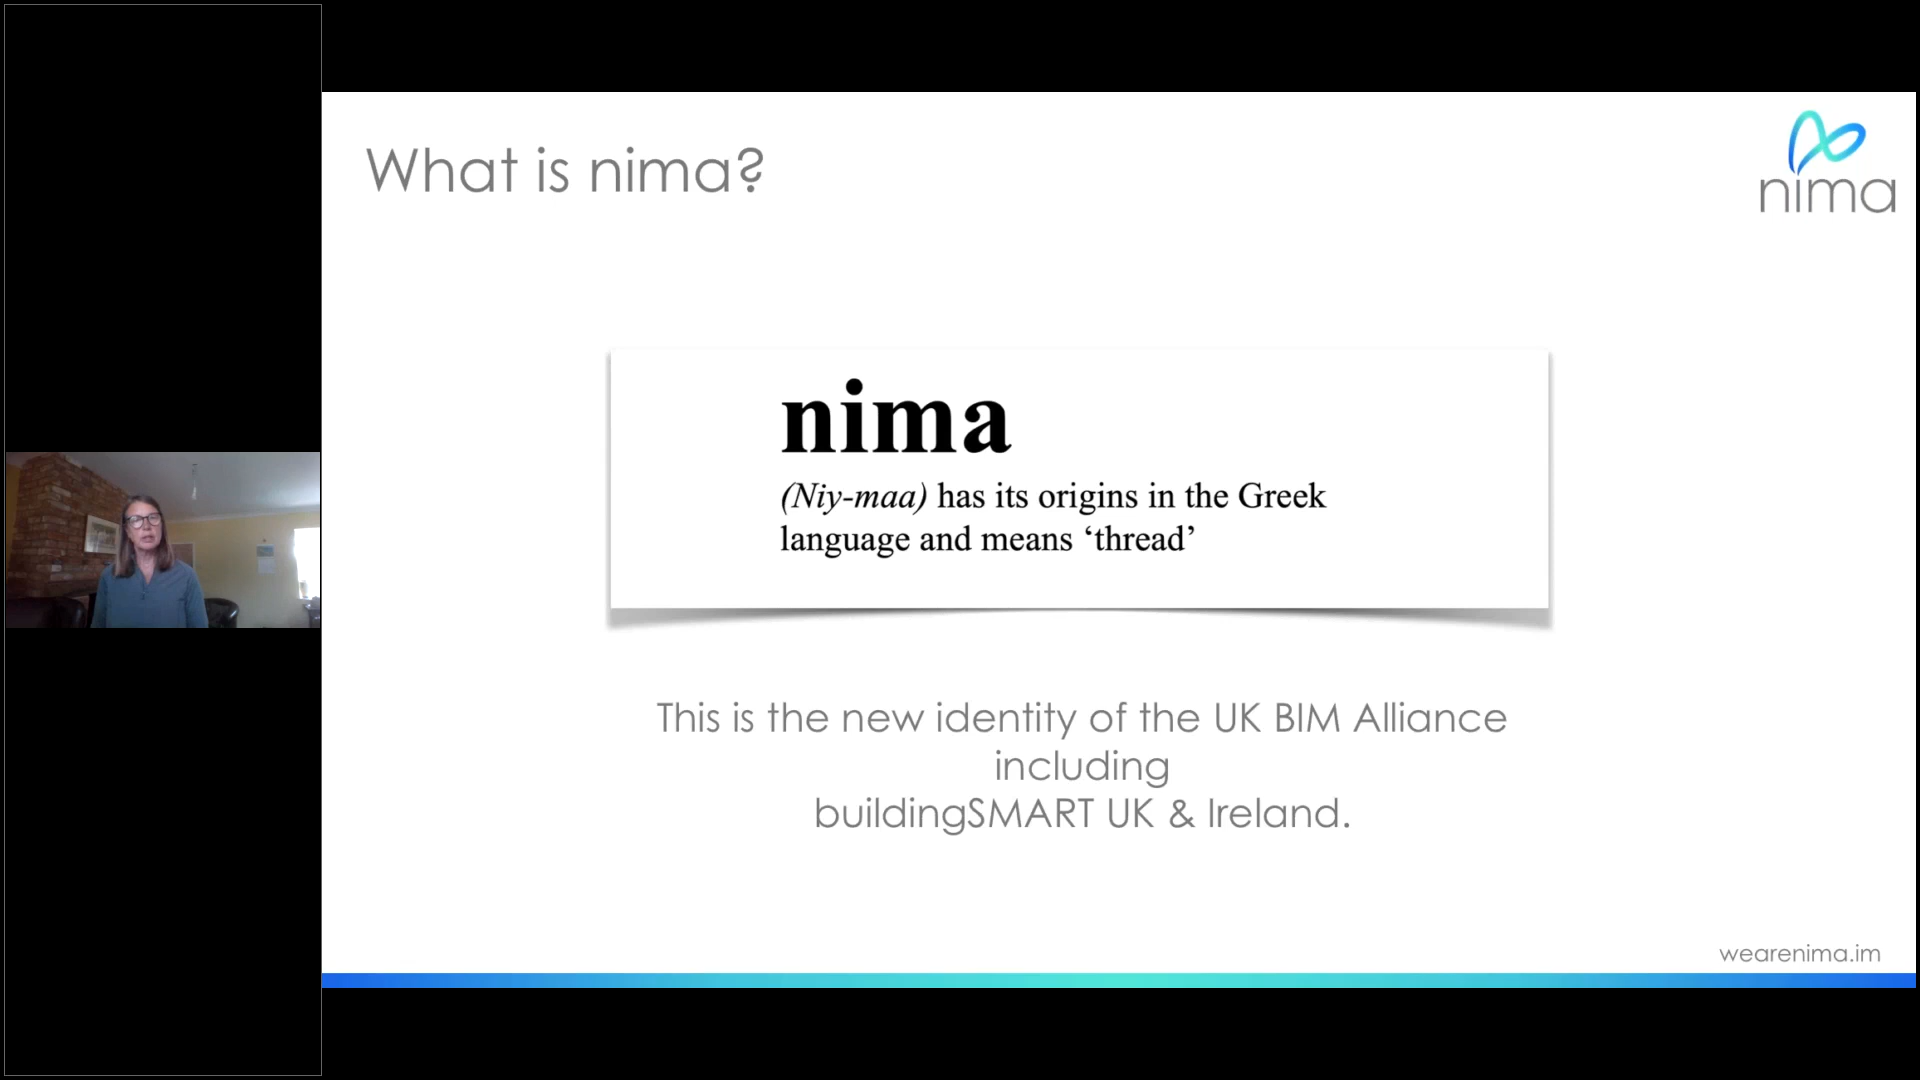 What is nima?
nima
nima
(Niy-maa) has its origins in the Greek
language and means ‘thread’
This is the new identity of the UK BIM Alliance
including
buildingSMART UK & Ireland.
wearenima.im